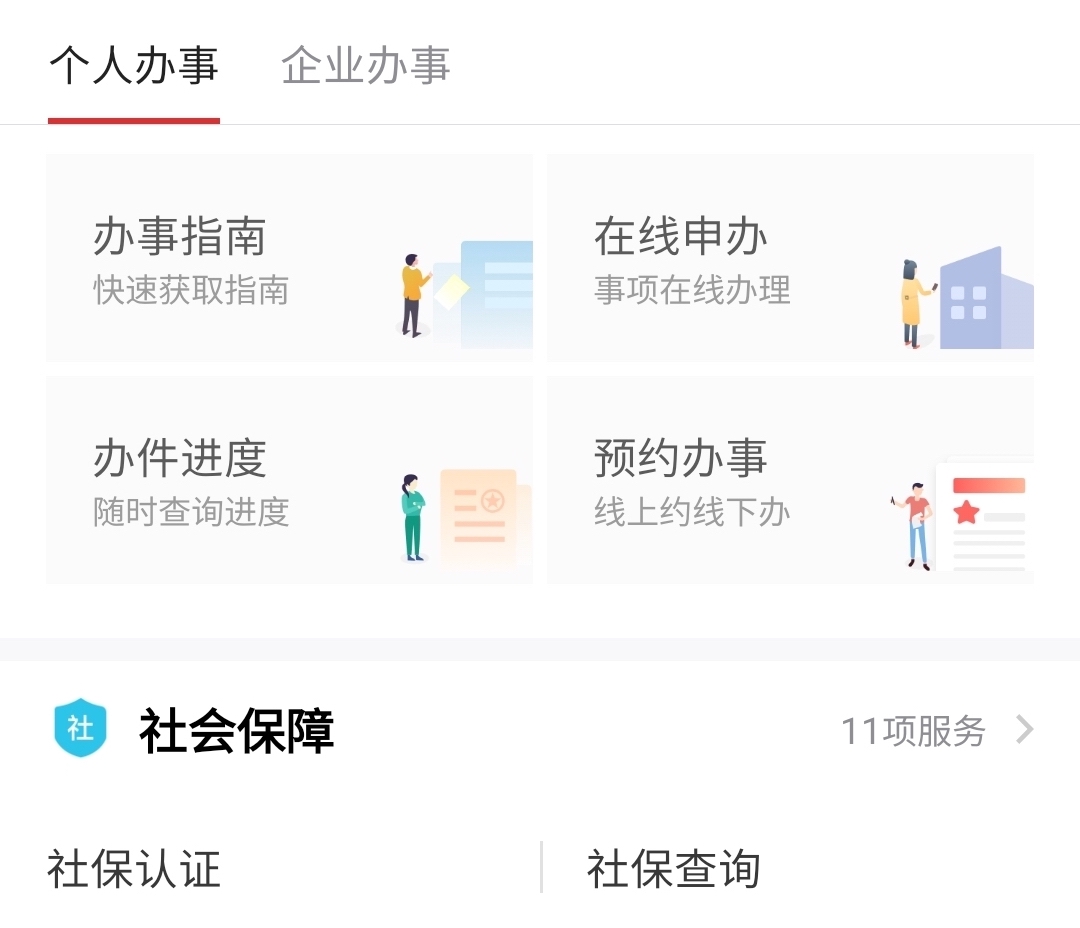 个人办事 企业办事
办事指南
快速获取指南
在线申办
事项在线办理
办件进度
随时查询进度
预约办事
线上约线下办
社 社会保障 11项服务
社保认证 社保查询